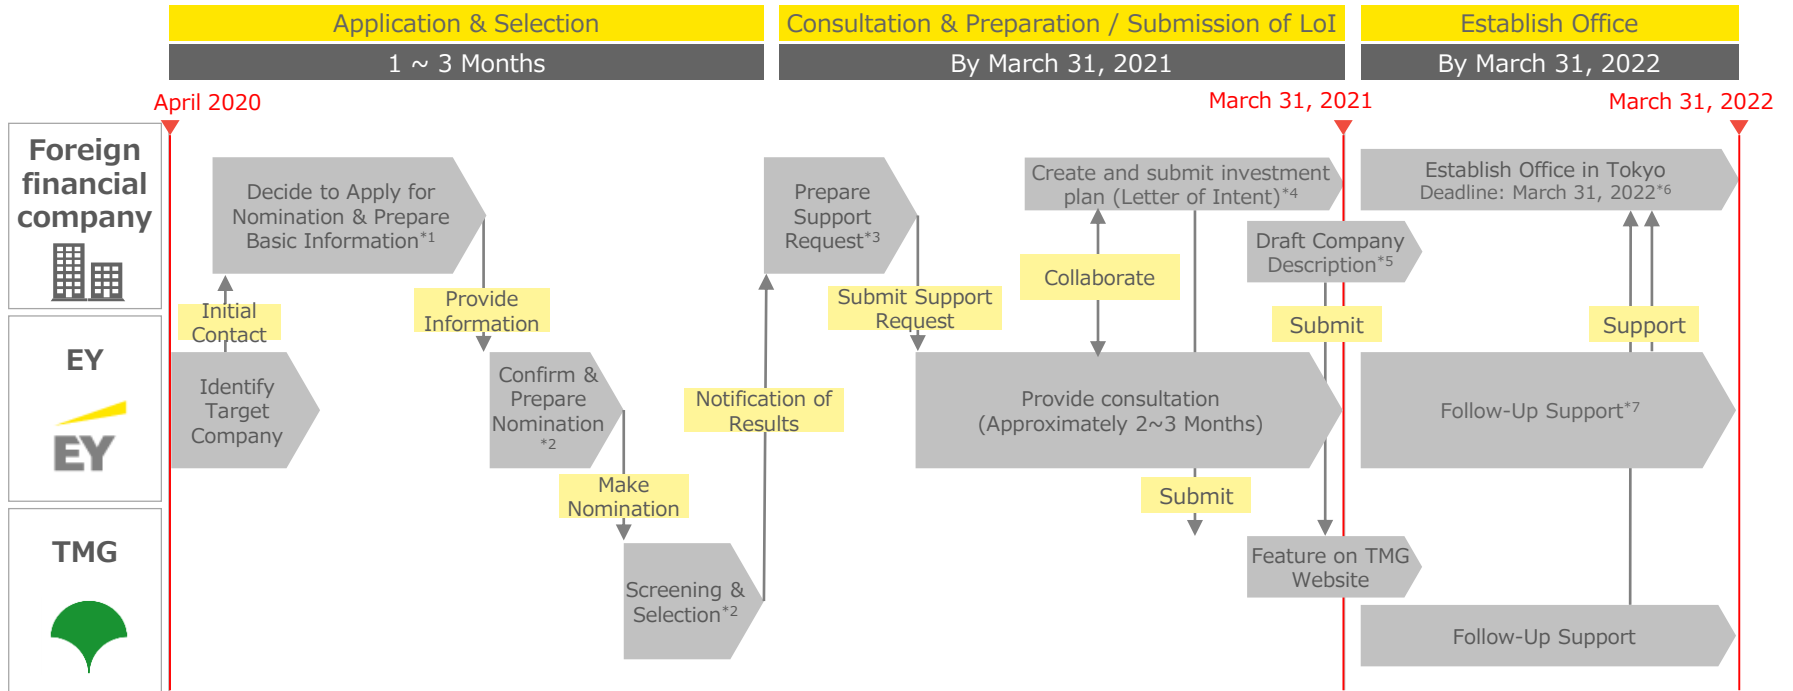 Application & Selection
Consultation & Preparation / Submission of LoI
Establish Office
1 ~ 3 Months
By March 31, 2021
By March 31, 2022
April 2020
March 31, 2021
March 31, 2022
Foreign
financial
company
Decide to Apply for
Nomination & Prepare
Basic Information*1
Prepare
Support
Request*3
Create and submit investment
plan (Letter of Intent)*4
Establish Office in Tokyo
Deadline: March 31, 2022*6
Draft Company
Description*5
Initial
Contact
Provide
Information
Submit Support
Request
Collaborate
Submit
Support
EY
EY
Identify
Target
Company
Confirm &
Prepare
Nomination
*2
Notification of
Results
Provide consultation
(Approximately 2~3 Months)
Follow-Up Support*7
Make
Nomination
Submit
TMG
Screening &
Selection*2
Feature on TMG
Website
Follow-Up Support